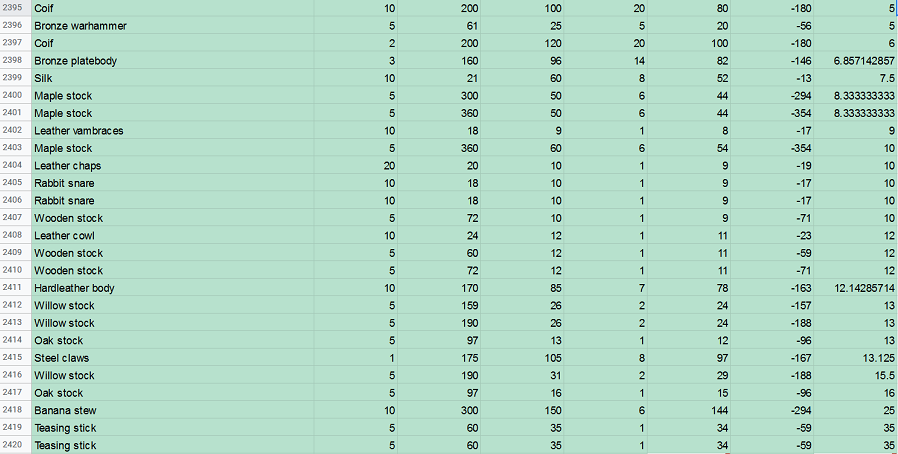 2395 Coif 10 200 100 20 80 -180 5
2396 Bronze warhammer 5 61 25 5 20 -56 5
2397 Coif 2 200 120 20 100 -180 6
2398 Bronze platebody 3 160 96 14 82 -146 6.857142857
2399 Silk 10 21 60 8 52 -13 7.5
2400 Maple stock 5 300 50 6 44 -294 8.333333333
2401 Maple stock 5 360 50 6 44 -354 8.333333333
2402 Leather vambraces 10 18 9 1 8 -17 9
2403 Maple stock 5 360 60 6 54 -354 10
2404 Leather chaps 20 20 10 1 9 -19 10
2405 Rabbit snare 10 18 10 1 9 -17 10
2406 Rabbit snare 10 18 10 1 9 -17 10
2407 Wooden stock 5 72 10 1 9 -71 10
2408 Leather cowl 10 24 12 1 11 -23 12
2409 Wooden stock 5 60 12 1 11 -59 12
2410 Wooden stock 5 72 12 1 11 -71 12
2411 Hardleather body 10 170 85 7 78 -163 12.14285714
2412 Willow stock 5 159 26 2 24 -157 13
2413 Willow stock 5 190 26 2 24 -188 13
2414 Oak stock 5 97 13 1 12 -96 13
2415 Steel claws 1 175 105 8 97 -167 13.125
2416 Willow stock 5 190 31 2 29 -188 15.5
2417 Oak stock 5 97 16 1 15 -96 16
2418 Banana stew 10 300 150 6 144 -294 25
2419 Teasing stick 5 60 35 1 34 -59 35
2420 Teasing stick 5 60 35 1 34 -59 35